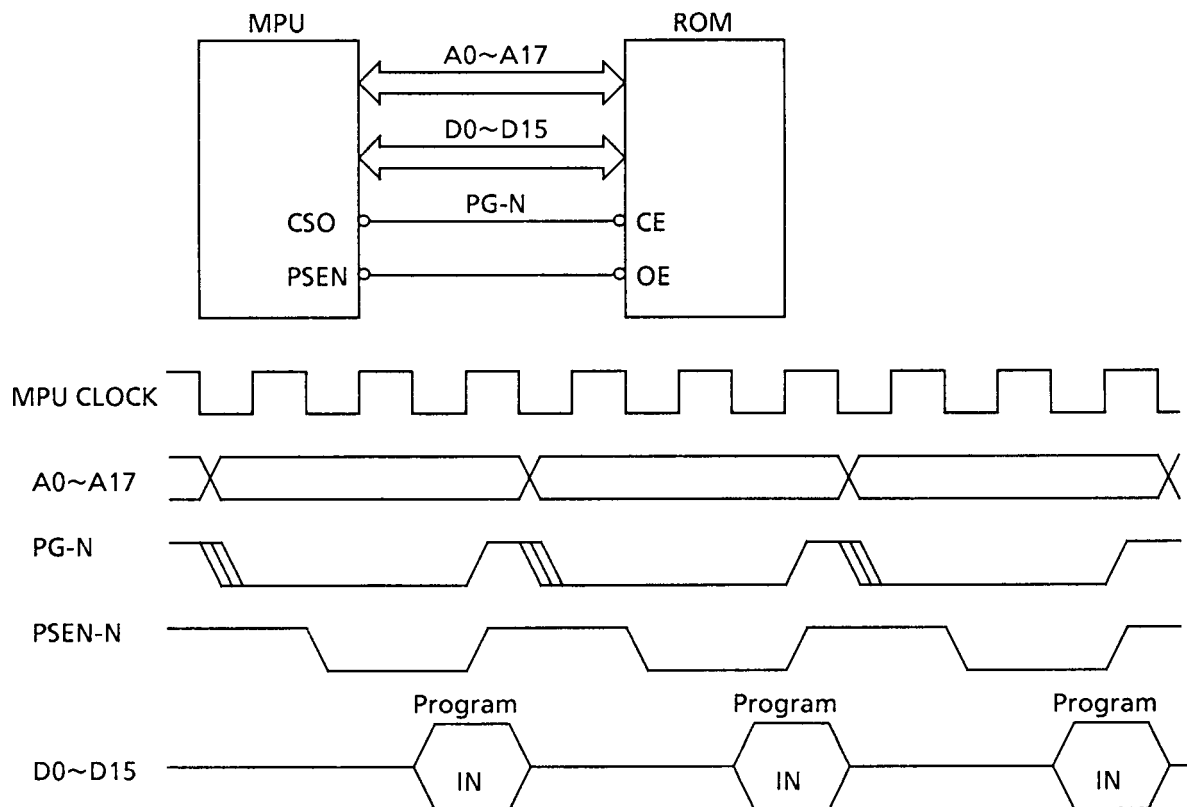 MPU ROM
A0~A17
D0~D15
PG-N
CSO CE
PSEN OE
MPU CLOCK
A0~A17
PG-N
PSEN-N
Program Program Program
D0~D15 IN IN IN